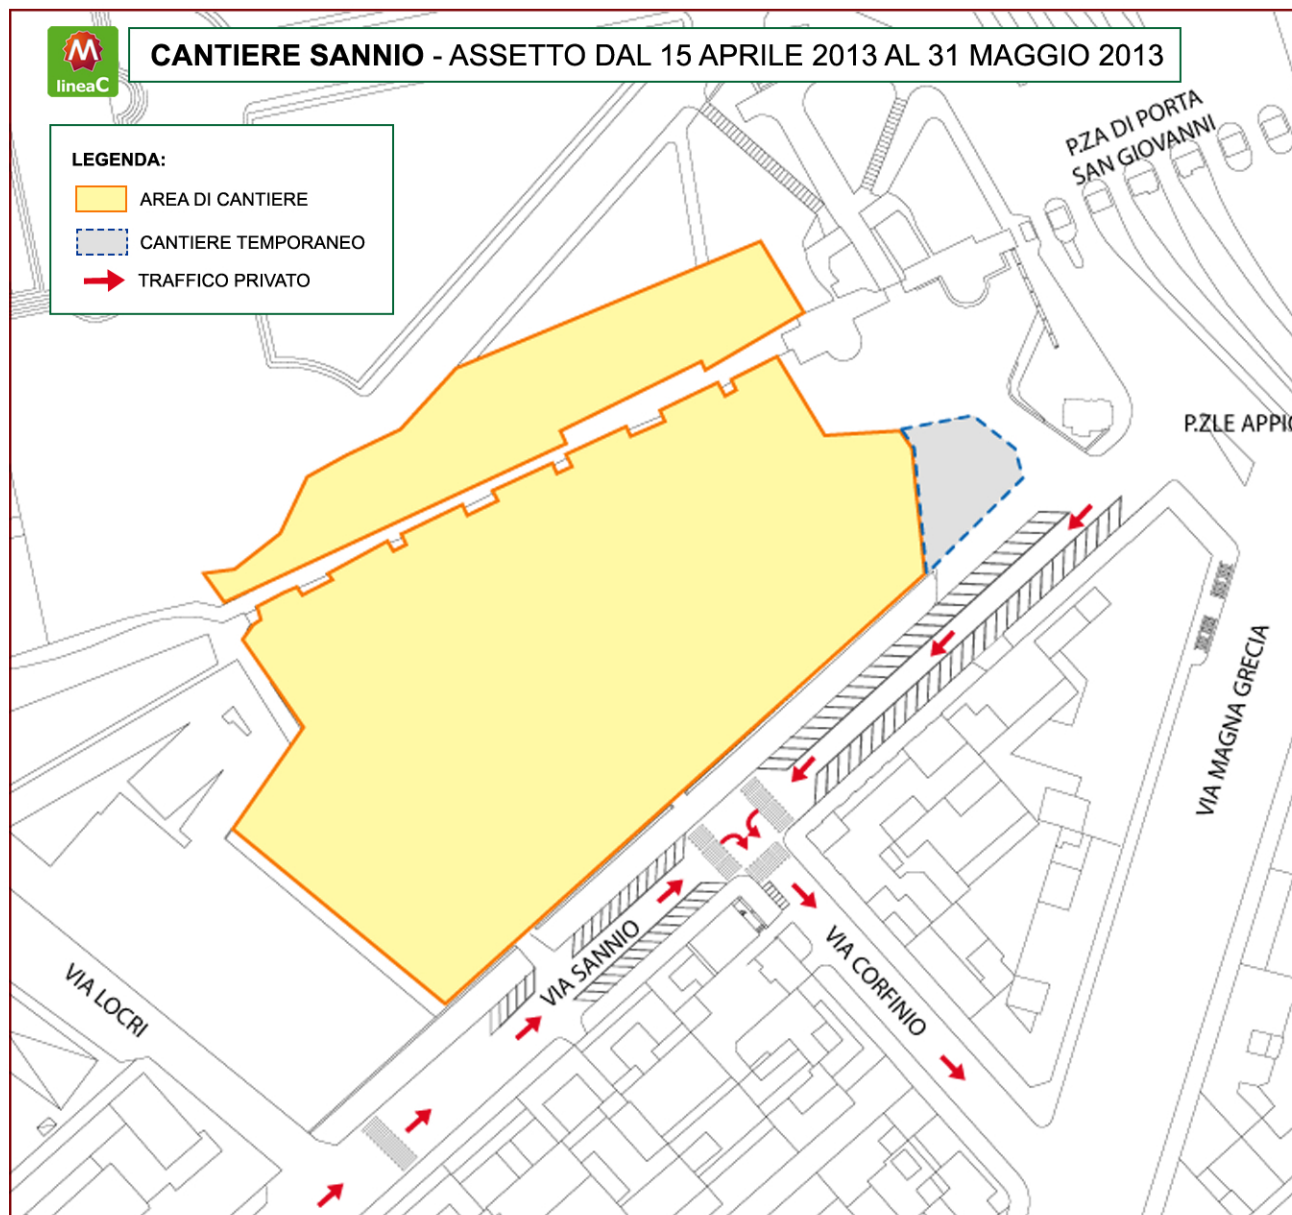 M
lineaC
CANTIERE SANNIO - ASSETTO DAL 15 APRILE 2013 AL 31 MAGGIO 2013
LEGENDA:
AREA DI CANTIERE
CANTIERE TEMPORANEO
TRAFFICO PRIVATO
P.ZA DI PORTA
SAN GIOVANNI
P.ZLE APPIO
VIA MAGNA GRECIA
VIA SANNIO
VIA CORFINIO
VIA LOCRI